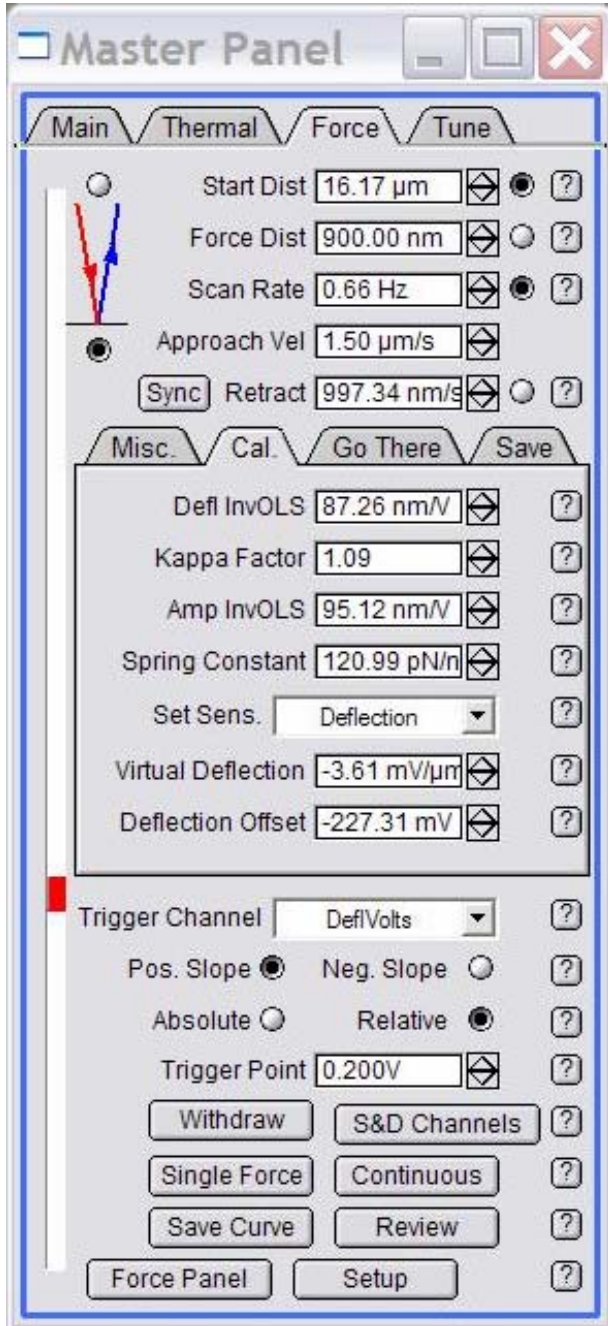 Master Panel
Main Thermal Force Tune
Start Dist 16.17 µm ?
Force Dist 900.00 nm ?
Scan Rate 0.66 Hz ?
Approach Vel 1.50 µm/s
Sync Retract 997.34 nm/s ?
Misc. Cal. Go There Save
Defl InvOLS 87.26 nm/V ?
Kappa Factor 1.09 ?
Amp InvOLS 95.12 nm/V ?
Spring Constant 120.99 pN/n ?
Set Sens. Deflection ?
Virtual Deflection -3.61 mV/µm ?
Deflection Offset -227.31 mV ?
Trigger Channel DeflVolts ?
Pos. Slope Neg. Slope ?
Absolute Relative ?
Trigger Point 0.200V ?
Withdraw S&D Channels ?
Single Force Continuous ?
Save Curve Review ?
Force Panel Setup ?